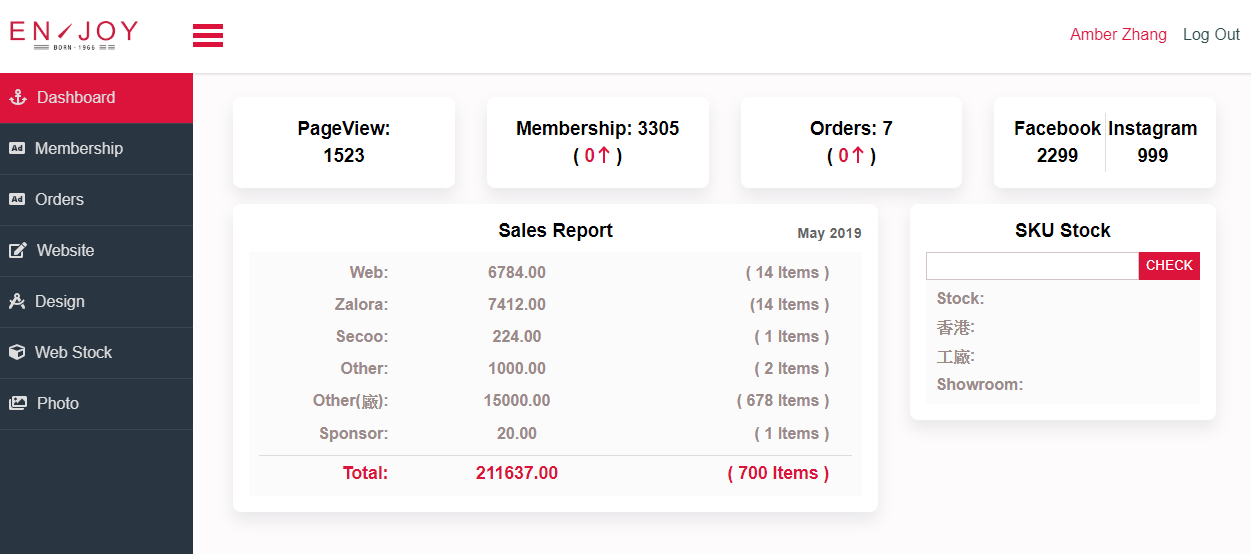 EN/JOY
BORN · 1966
Amber Zhang Log Out
Dashboard
Membership
Orders
Website
Design
Web Stock
Photo
PageView:
1523
Membership: 3305
( 0↑ )
Orders: 7
( 0↑ )
Facebook
2299
Instagram
999
Sales Report May 2019
Web: 6784.00 ( 14 Items )
Zalora: 7412.00 (14 Items )
Secoo: 224.00 ( 1 Items )
Other: 1000.00 ( 2 Items )
Other(廠): 15000.00 ( 678 Items )
Sponsor: 20.00 ( 1 Items )
Total: 211637.00 ( 700 Items )
SKU Stock
CHECK
Stock:
香港:
工廠:
Showroom: